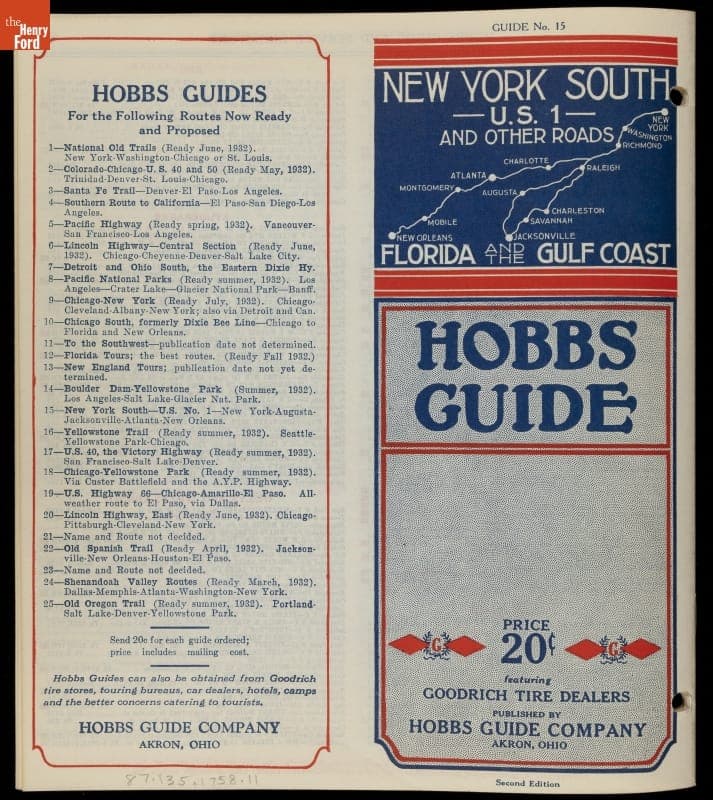 the
Henry
Ford
HOBBS GUIDES
For the Following Routes Now Ready
and Proposed
1—National Old Trails (Ready June, 1932).
New York-Washington-Chicago or St. Louis.
2—Colorado-Chicago-U. S. 40 and 50 (Ready May, 1932).
Trinidad-Denver-St. Louis-Chicago.
3—Santa Fe Trail—Denver-El Paso-Los Angeles.
4—Southern Route to California—El Paso-San Diego-Los
Angeles.
5—Pacific Highway (Ready spring, 1932). Vancouver-
San Francisco-Los Angeles.
6—Lincoln Highway—Central Section (Ready June,
1932). Chicago-Cheyenne-Denver-Salt Lake City.
7—Detroit and Ohio South, the Eastern Dixie Hy.
8—Pacific National Parks (Ready summer, 1932). Los
Angeles—Crater Lake—Glacier National Park—Banff.
9—Chicago-New York (Ready July, 1932). Chicago-
Cleveland-Albany-New York; also via Detroit and Can.
10—Chicago South, formerly Dixie Bee Line—Chicago to
Florida and New Orleans.
11—To the Southwest—publication date not determined.
12—Florida Tours; the best routes. (Ready Fall 1932.)
13—New England Tours; publication date not yet de-
termined.
14—Boulder Dam-Yellowstone Park (Summer, 1932).
Los Angeles-Salt Lake-Glacier Nat. Park.
15—New York South—U.S. No. 1—New York-Augusta-
Jacksonville-Atlanta-New Orleans.
16—Yellowstone Trail (Ready summer, 1932). Seattle-
Yellowstone Park-Chicago.
17—U.S. 40, the Victory Highway (Ready summer, 1932).
San Francisco-Salt Lake-Denver.
18—Chicago-Yellowstone Park (Ready summer, 1932).
Via Custer Battlefield and the A.Y.P. Highway.
19—U.S. Highway 66—Chicago-Amarillo-El Paso. All-
weather route to El Paso, via Dallas.
20—Lincoln Highway, East (Ready June, 1932). Chicago-
Pittsburgh-Cleveland-New York.
21—Name and Route not decided.
22—Old Spanish Trail (Ready April, 1932). Jackson-
ville-New Orleans-Houston-El Paso.
23—Name and Route not decided.
24—Shenandoah Valley Routes (Ready March, 1932).
Dallas-Memphis-Atlanta-Washington-New York.
25—Old Oregon Trail (Ready summer, 1932). Portland-
Salt Lake-Denver-Yellowstone Park.
Send 20c for each guide ordered;
price includes mailing cost.
Hobbs Guides can also be obtained from Goodrich
tire stores, touring bureaus, car dealers, hotels, camps
and the better concerns catering to tourists.
HOBBS GUIDE COMPANY
AKRON, OHIO
87.135.1758.11
GUIDE No. 15
NEW YORK SOUTH
—U.S. 1—
AND OTHER ROADS
NEW
YORK
WASHINGTON
RICHMOND
CHARLOTTE
RALEIGH
ATLANTA
MONTGOMERY
AUGUSTA
CHARLESTON
MOBILE
SAVANNAH
NEW ORLEANS
JACKSONVILLE
FLORIDA AND THE GULF COAST
HOBBS
GUIDE
PRICE
20¢
G
G
featuring
GOODRICH TIRE DEALERS
PUBLISHED BY
HOBBS GUIDE COMPANY
AKRON, OHIO
Second Edition